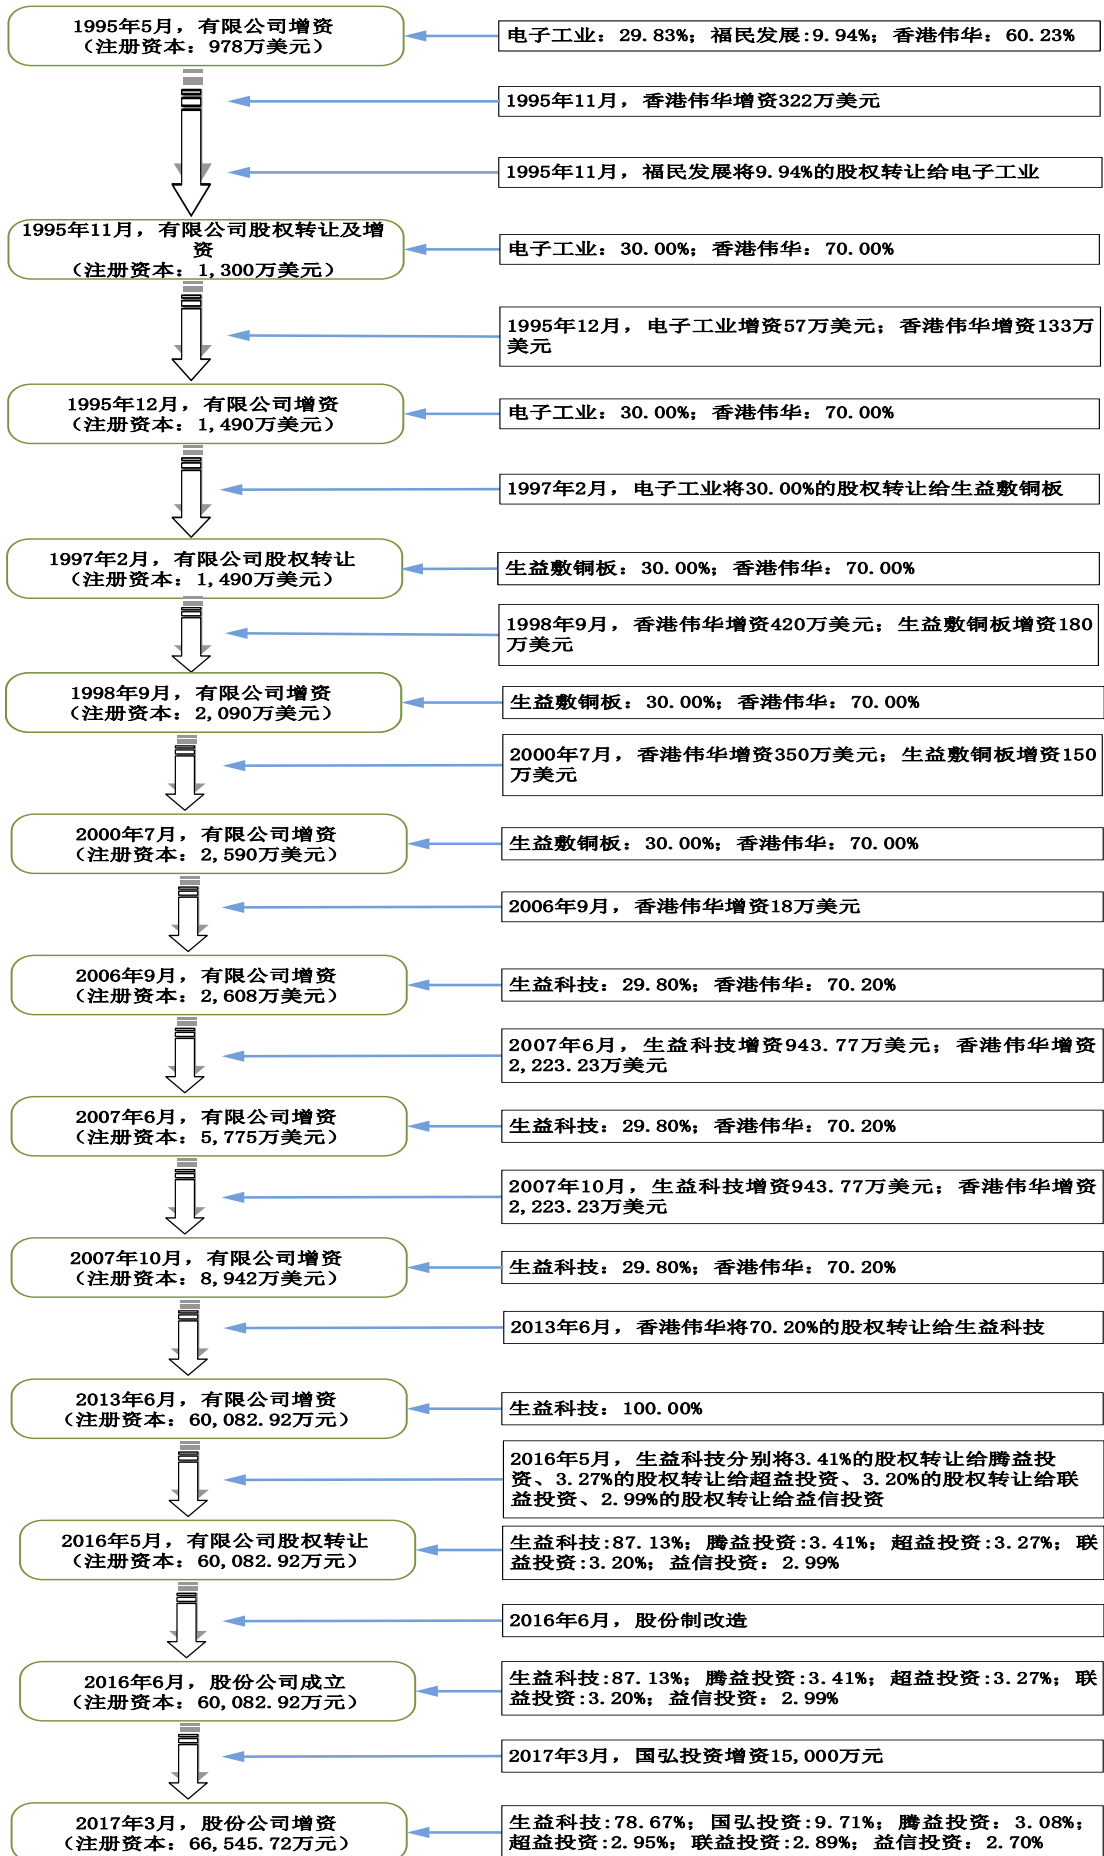 1995年5月，有限公司增资
（注册资本：978万美元）
电子工业：29.83%；福民发展:9.94%；香港伟华：60.23%
1995年11月，香港伟华增资322万美元
1995年11月，福民发展将9.94%的股权转让给电子工业
1995年11月，有限公司股权转让及增
资
（注册资本：1,300万美元）
电子工业：30.00%；香港伟华：70.00%
1995年12月，电子工业增资57万美元；香港伟华增资133万
美元
1995年12月，有限公司增资
（注册资本：1,490万美元）
电子工业：30.00%；香港伟华：70.00%
1997年2月，电子工业将30.00%的股权转让给生益敷铜板
1997年2月，有限公司股权转让
（注册资本：1,490万美元）
生益敷铜板：30.00%；香港伟华：70.00%
1998年9月，香港伟华增资420万美元；生益敷铜板增资180
万美元
1998年9月，有限公司增资
（注册资本：2,090万美元）
生益敷铜板：30.00%；香港伟华：70.00%
2000年7月，香港伟华增资350万美元；生益敷铜板增资150
万美元
2000年7月，有限公司增资
（注册资本：2,590万美元）
生益敷铜板：30.00%；香港伟华：70.00%
2006年9月，香港伟华增资18万美元
2006年9月，有限公司增资
（注册资本：2,608万美元）
生益科技：29.80%；香港伟华：70.20%
2007年6月，生益科技增资943.77万美元；香港伟华增资
2,223.23万美元
2007年6月，有限公司增资
（注册资本：5,775万美元）
生益科技：29.80%；香港伟华：70.20%
2007年10月，生益科技增资943.77万美元；香港伟华增资
2,223.23万美元
2007年10月，有限公司增资
（注册资本：8,942万美元）
生益科技：29.80%；香港伟华：70.20%
2013年6月，香港伟华将70.20%的股权转让给生益科技
2013年6月，有限公司增资
（注册资本：60,082.92万元）
生益科技：100.00%
2016年5月，生益科技分别将3.41%的股权转让给腾益投
资、3.27%的股权转让给超益投资、3.20%的股权转让给联
益投资、2.99%的股权转让给益信投资
2016年5月，有限公司股权转让
（注册资本：60,082.92万元）
生益科技:87.13%；腾益投资:3.41%；超益投资:3.27%；联
益投资:3.20%；益信投资：2.99%
2016年6月，股份制改造
2016年6月，股份公司成立
（注册资本：60,082.92万元）
生益科技:87.13%；腾益投资:3.41%；超益投资:3.27%；联
益投资:3.20%；益信投资：2.99%
2017年3月，国弘投资增资15,000万元
2017年3月，股份公司增资
（注册资本：66,545.72万元）
生益科技:78.67%；国弘投资:9.71%；腾益投资：3.08%；
超益投资:2.95%；联益投资:2.89%；益信投资：2.70%